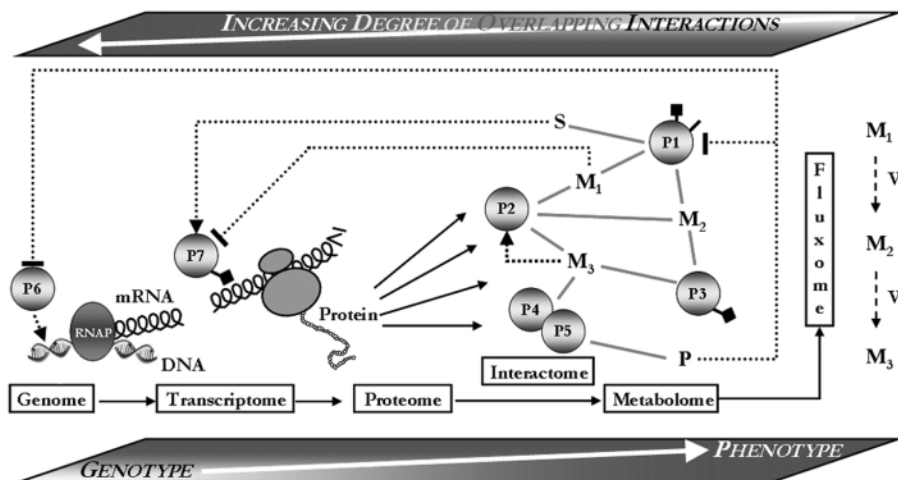 INCREASING DEGREE OF OVERLAPPING INTERACTIONS
S
P1
M1
P2
M2
P7
M3
P3
P6
mRNA
RNAP
DNA
Protein
P4
P5
P
Interactome
Genome
Transcriptome
Proteome
Metabolome
Fluxome
M1
V
M2
V
M3
PHENOTYPE
GENOTYPE